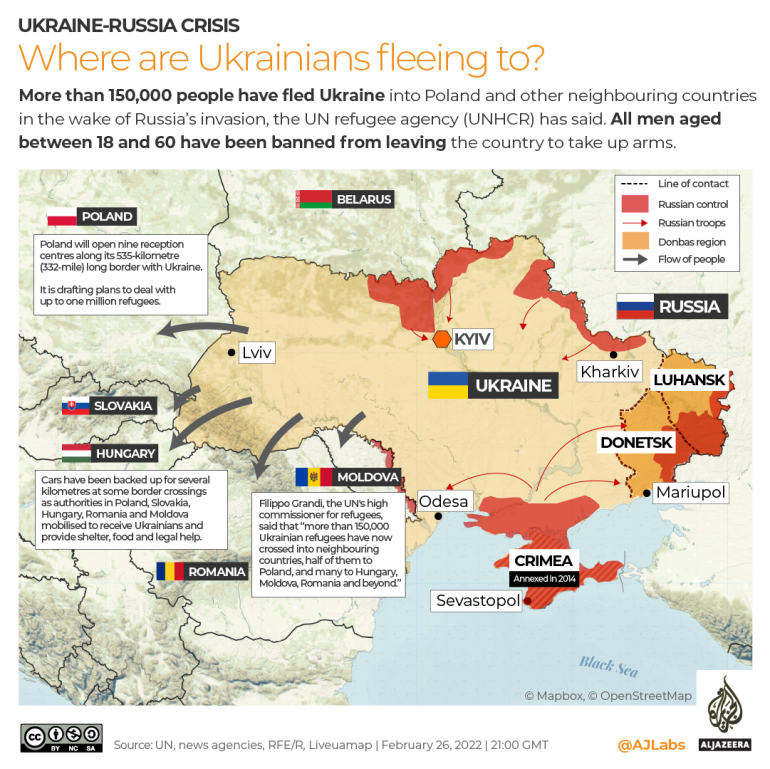 UKRAINE-RUSSIA CRISIS
Where are Ukrainians fleeing to?
More than 150,000 people have fled Ukraine into Poland and other neighbouring countries
in the wake of Russia's invasion, the UN refugee agency (UNHCR) has said. All men aged
between 18 and 60 have been banned from leaving the country to take up arms.
BELARUS
Line of contact
Russian control
Russian troops
Donbas region
Flow of people
POLAND
Poland will open nine reception
centres along its 535-kilometre
(332-mile) long border with Ukraine.
It is drafting plans to deal with
up to one million refugees.
RUSSIA
KYIV
Lviv
Kharkiv
UKRAINE
LUHANSK
SLOVAKIA
DONETSK
HUNGARY
Cars have been backed up for several
kilometres at some border crossings
as authorities in Poland, Slovakia,
Hungary, Romania and Moldova
mobilised to receive Ukrainians and
provide shelter, food and legal help.
MOLDOVA
Filippo Grandi, the UN's high
commissioner for refugees,
said that “more than 150,000
Ukrainian refugees have now
crossed into neighbouring
countries, half of them to
Poland, and many to Hungary,
Moldova, Romania and beyond.”
Odesa
Mariupol
ROMANIA
CRIMEA
Annexed in 2014
Sevastopol
Black Sea
© Mapbox, © OpenStreetMap
cc
BY NC SA
Source: UN, news agencies, RFE/R, Liveuamap | February 26, 2022 | 21:00 GMT
@AJLabs
ALJAZEERA